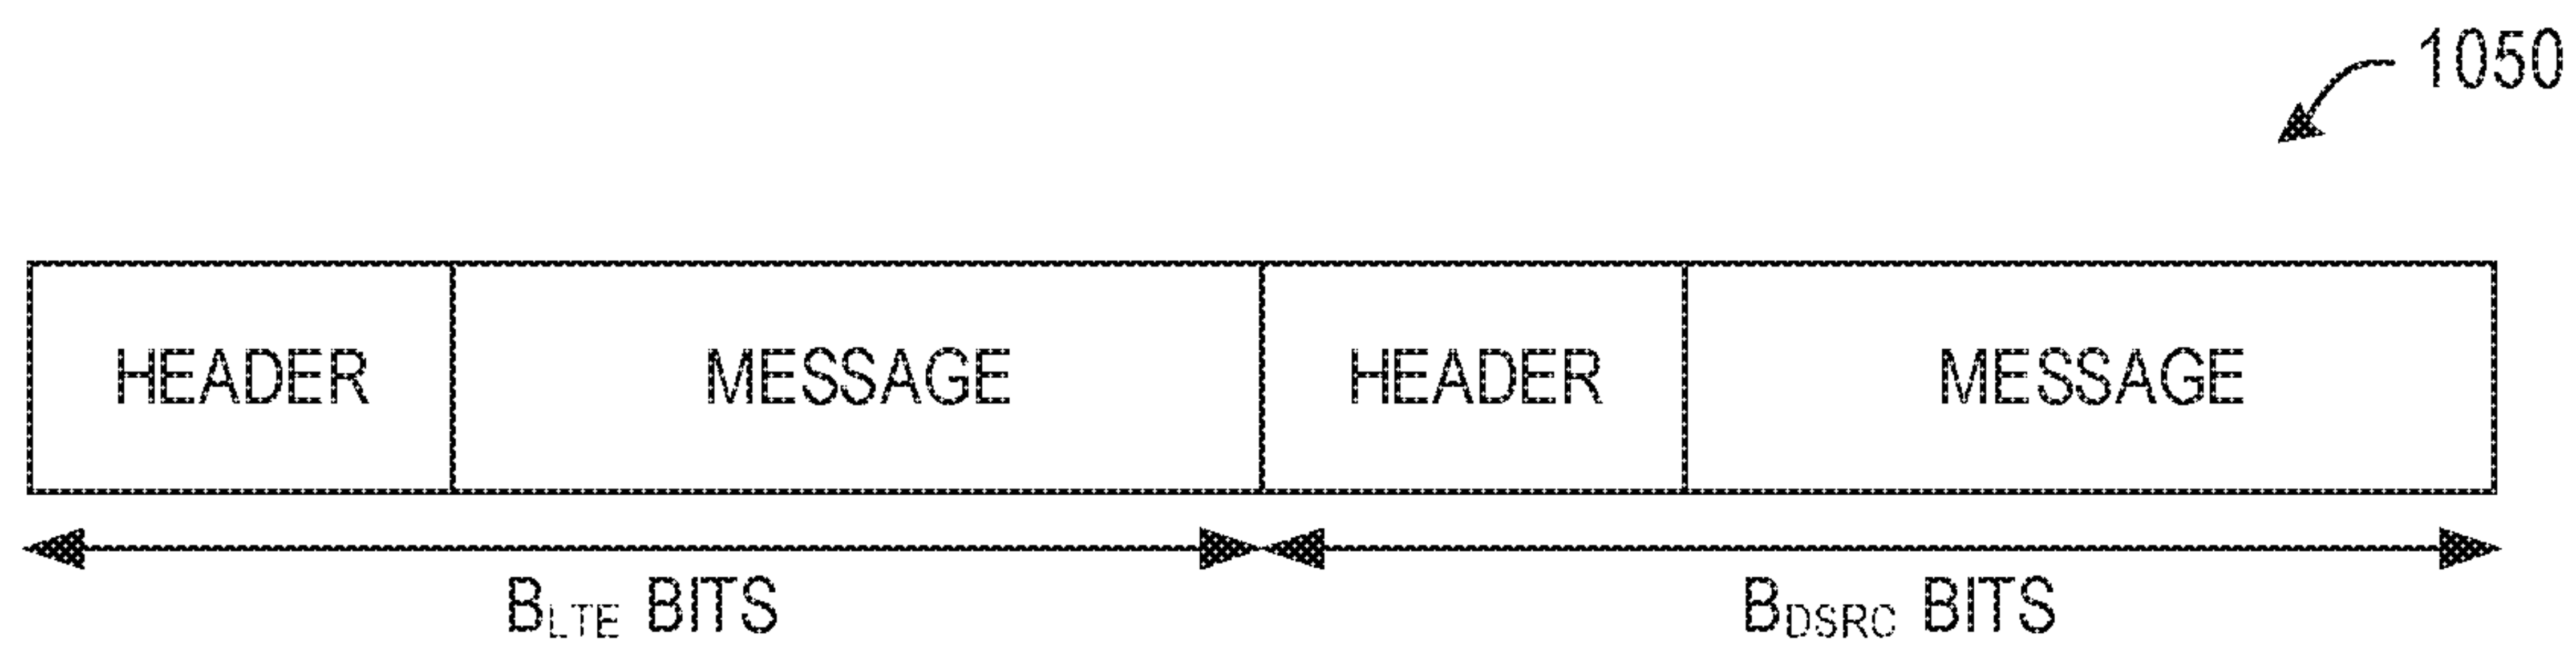 1050
HEADER MESSAGE HEADER MESSAGE
BLTE BITS BDSRC BITS